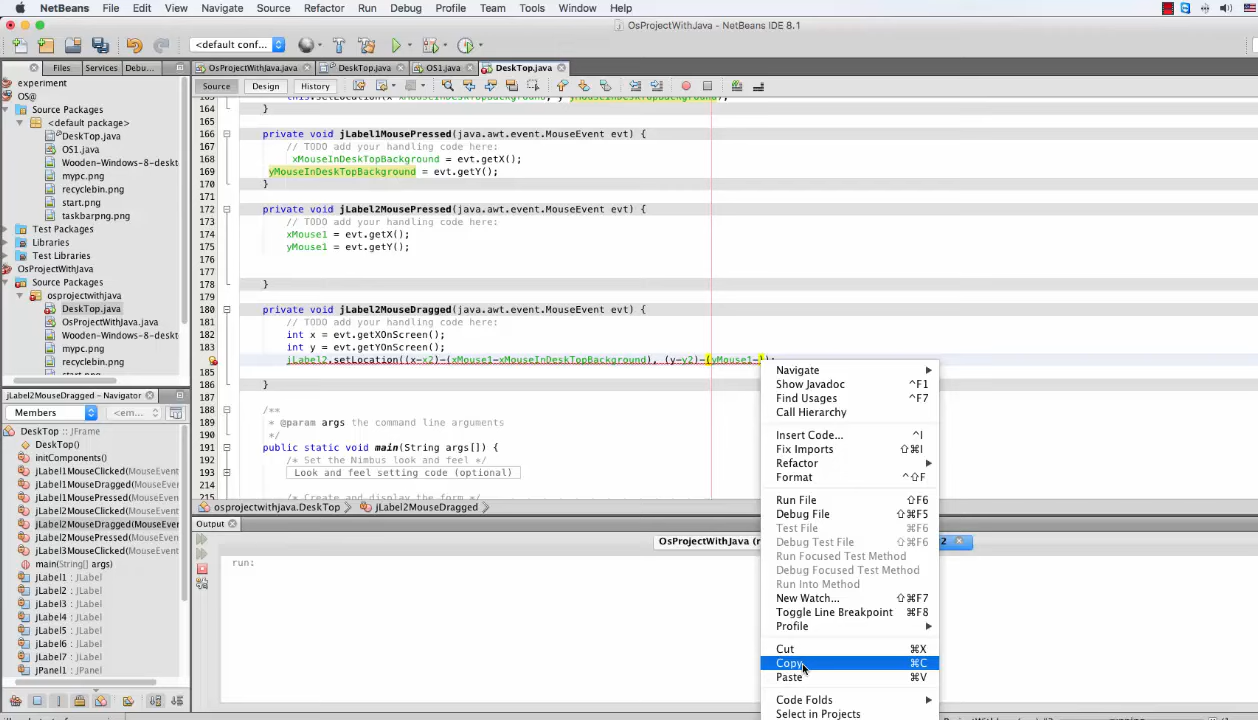 NetBeans File Edit View Navigate Source Refactor Run Debug Profile Team Tools Window Help
OsProjectWithJava - NetBeans IDE 8.1
<default conf...
Files Services Debu...
OsProjectWithJava.java DeskTop.java OS1.java DeskTop.java
experiment
OS@
Source Packages
<default package>
DeskTop.java
OS1.java
Wooden-Windows-8-deskt
mypc.png
recyclebin.png
start.png
taskbarpng.png
Test Packages
Libraries
Test Libraries
OsProjectWithJava
Source Packages
osprojectwithjava
DeskTop.java
OsProjectWithJava.java
Wooden-Windows-8-deskt
mypc.png
recyclebin.png
Source Design History
164 }
165
166 private void jLabel1MousePressed(java.awt.event.MouseEvent evt) {
167 // TODO add your handling code here:
168 xMouseInDeskTopBackground = evt.getX();
169 yMouseInDeskTopBackground = evt.getY();
170 }
171
172 private void jLabel2MousePressed(java.awt.event.MouseEvent evt) {
173 // TODO add your handling code here:
174 xMouse1 = evt.getX();
175 yMouse1 = evt.getY();
176
177
178 }
179
180 private void jLabel2MouseDragged(java.awt.event.MouseEvent evt) {
181 // TODO add your handling code here:
182 int x = evt.getXOnScreen();
183 int y = evt.getYOnScreen();
jLabel2.setLocation((x-x2)-(xMouse1-xMouseInDeskTopBackground), (y-y2)-(yMouse1-));
185
186 }
187
188 /**
189 * @param args the command line arguments
190 */
191 public static void main(String args[]) {
192 /* Set the Nimbus look and feel */
193 Look and feel setting code (optional)
214
215 /* Create and display the form */
osprojectwithjava.DeskTop jLabel2MouseDragged
jLabel2MouseDragged - Navigator
Members <em...
DeskTop :: JFrame
DeskTop()
initComponents()
jLabel1MouseClicked(MouseEvent
jLabel1MouseDragged(MouseEven
jLabel1MousePressed(MouseEvent
jLabel2MouseClicked(MouseEvent
jLabel2MouseDragged(MouseEven
jLabel2MousePressed(MouseEvent
jLabel3MouseClicked(MouseEvent
main(String[] args)
jLabel1 : JLabel
jLabel2 : JLabel
jLabel3 : JLabel
jLabel4 : JLabel
jLabel5 : JLabel
jLabel6 : JLabel
jLabel7 : JLabel
jPanel1 : JPanel
Output
OsProjectWithJava (r
2
run:
Navigate
Show Javadoc ^F1
Find Usages ^F7
Call Hierarchy
Insert Code... ^I
Fix Imports ⇧⌘I
Refactor
Format ^⇧F
Run File ⇧F6
Debug File ⇧⌘F5
Test File ⌘F6
Debug Test File ⇧⌘F6
Run Focused Test Method
Debug Focused Test Method
Run Into Method
New Watch... ⇧⌘F7
Toggle Line Breakpoint ⌘F8
Profile
Cut ⌘X
Copy ⌘C
Paste ⌘V
Code Folds
Select in Projects